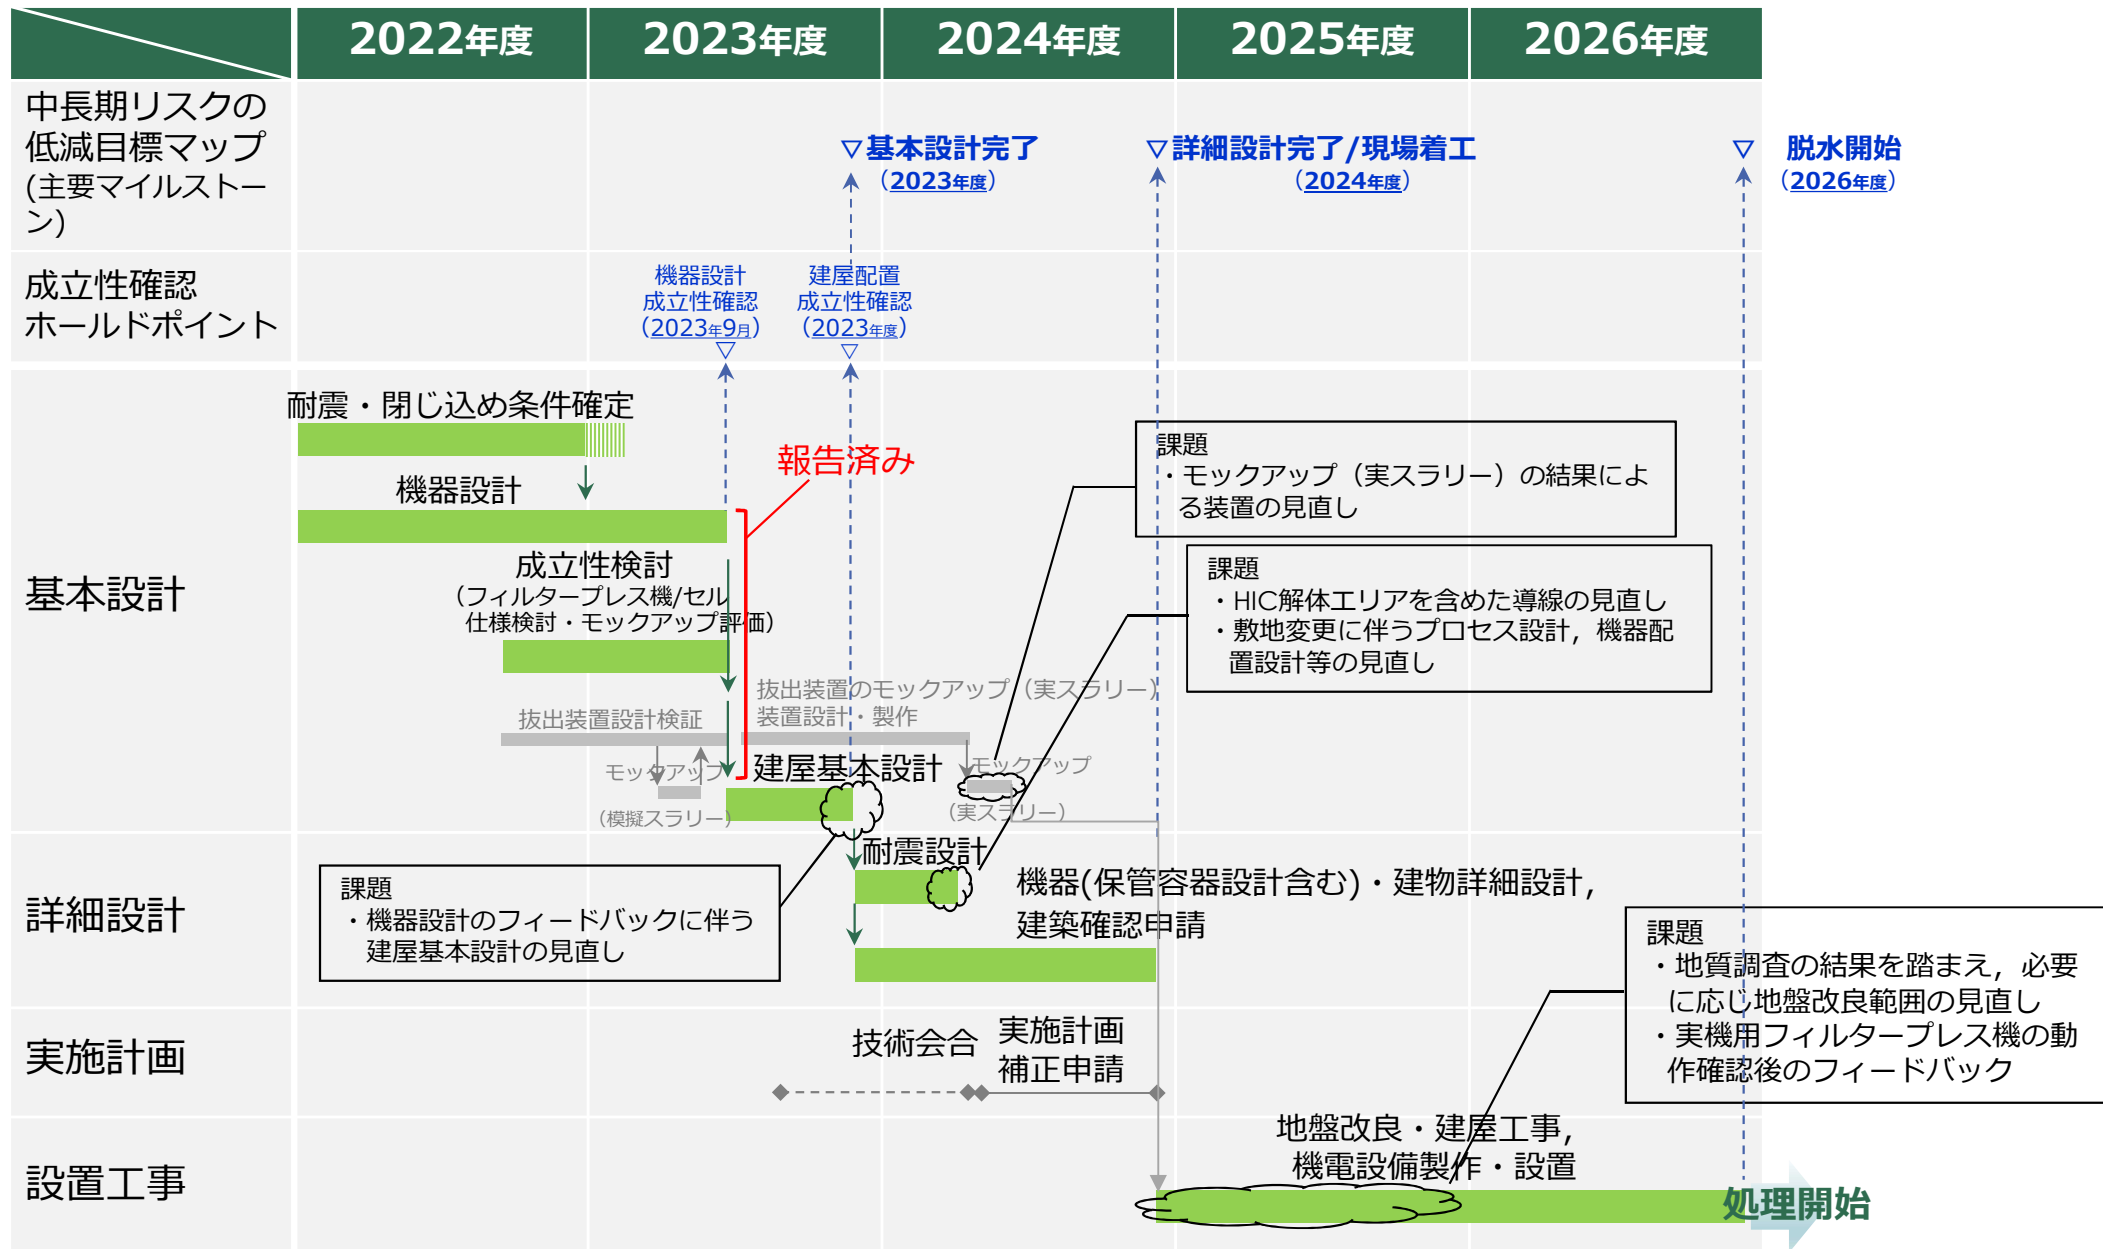 2022年度 2023年度 2024年度 2025年度 2026年度
中長期リスクの
低減目標マップ
(主要マイルストー
ン)
▽基本設計完了
（2023年度）
▽詳細設計完了/現場着工
（2024年度）
▽ 脱水開始
（2026年度）
成立性確認
ホールドポイント
機器設計
成立性確認
（2023年9月）
▽
建屋配置
成立性確認
（2023年度）
▽
基本設計
耐震・閉じ込め条件確定
機器設計
報告済み
成立性検討
（フィルタープレス機/セル
仕様検討・モックアップ評価）
抜出装置設計検証
モックアップ
（模擬スラリー）
抜出装置のモックアップ（実スラリー）
装置設計・製作
建屋基本設計
モックアップ
（実スラリー）
課題
・モックアップ（実スラリー）の結果によ
る装置の見直し
課題
・HIC解体エリアを含めた導線の見直し
・敷地変更に伴うプロセス設計，機器配
置設計等の見直し
詳細設計
課題
・機器設計のフィードバックに伴う
建屋基本設計の見直し
耐震設計
機器(保管容器設計含む)・建物詳細設計，
建築確認申請
課題
・地質調査の結果を踏まえ，必要
に応じ地盤改良範囲の見直し
・実機用フィルタープレス機の動
作確認後のフィードバック
実施計画
技術会合
実施計画
補正申請
設置工事
地盤改良・建屋工事，
機電設備製作・設置
処理開始